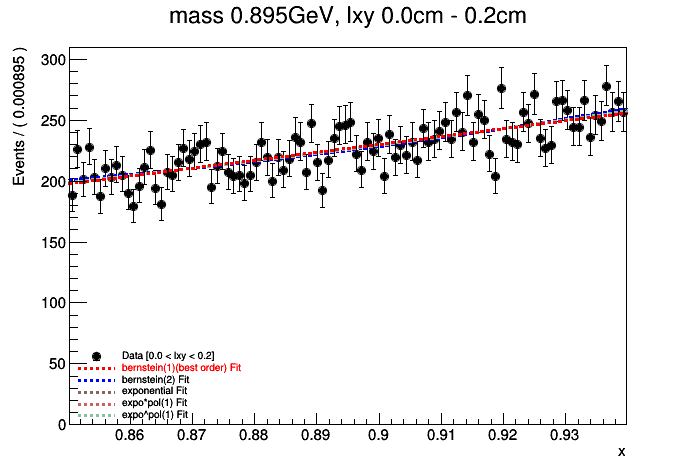 mass 0.895GeV, lxy 0.0cm - 0.2cm
Events / ( 0.000895 )
300
250
200
150
100
50
0
Data [0.0 < lxy < 0.2]
bernstein(1)(best order) Fit
bernstein(2) Fit
exponential Fit
expo*pol(1) Fit
expo^pol(1) Fit
0.86 0.87 0.88 0.89 0.9 0.91 0.92 0.93
x